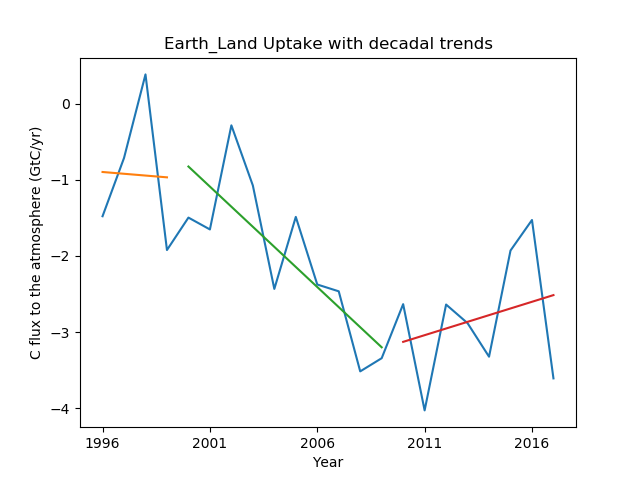 Earth_Land Uptake with decadal trends
C flux to the atmosphere (GtC/yr)
0
−1
−2
−3
−4
1996 2001 2006 2011 2016
Year